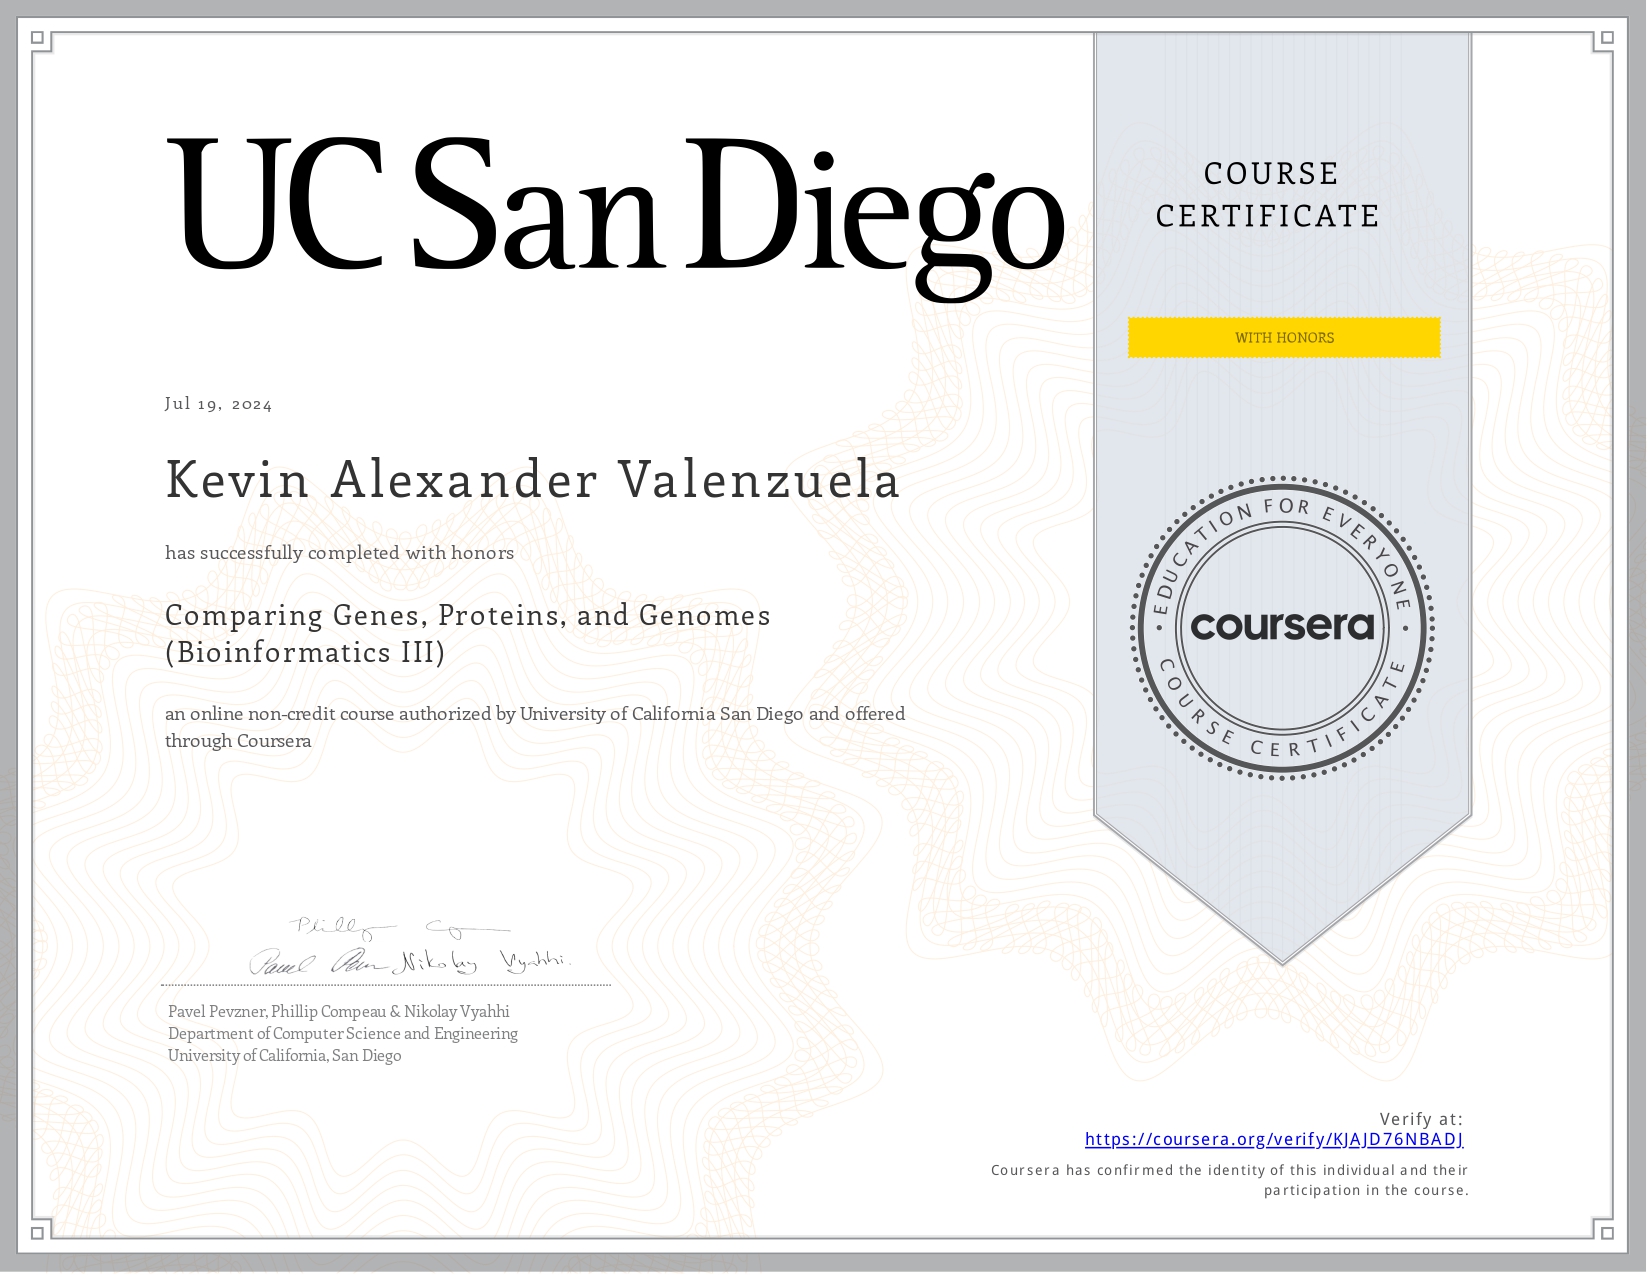 UC San Diego
COURSE
CERTIFICATE
WITH HONORS
Jul 19, 2024
Kevin Alexander Valenzuela
has successfully completed with honors
Comparing Genes, Proteins, and Genomes
(Bioinformatics III)
an online non-credit course authorized by University of California San Diego and offered
through Coursera
EDUCATION FOR EVERYONE
coursera
COURSE CERTIFICATE
Phillip C
Pavel Pevzner Nikolay Vyahhi.
Pavel Pevzner, Phillip Compeau & Nikolay Vyahhi
Department of Computer Science and Engineering
University of California, San Diego
Verify at:
https://coursera.org/verify/KJAJD76NBADJ
Coursera has confirmed the identity of this individual and their
participation in the course.